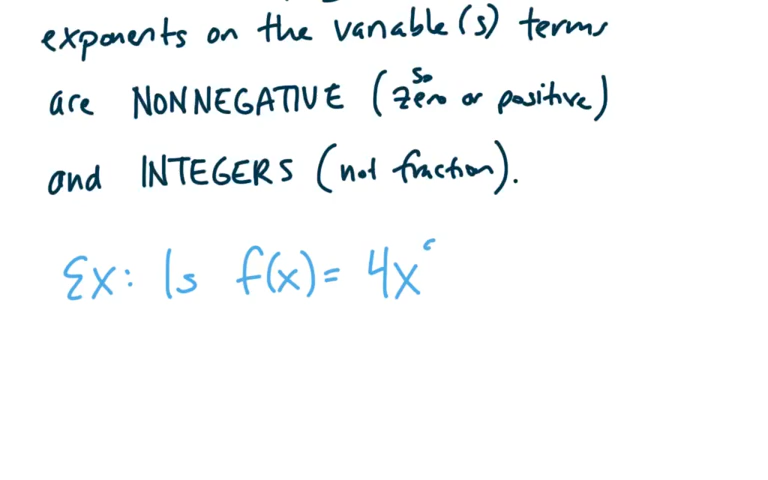 exponents on the variable(s) terms
are NONNEGATIVE (so zero or positive)
and INTEGERS (not fraction).
Ex: Is f(x)= 4x